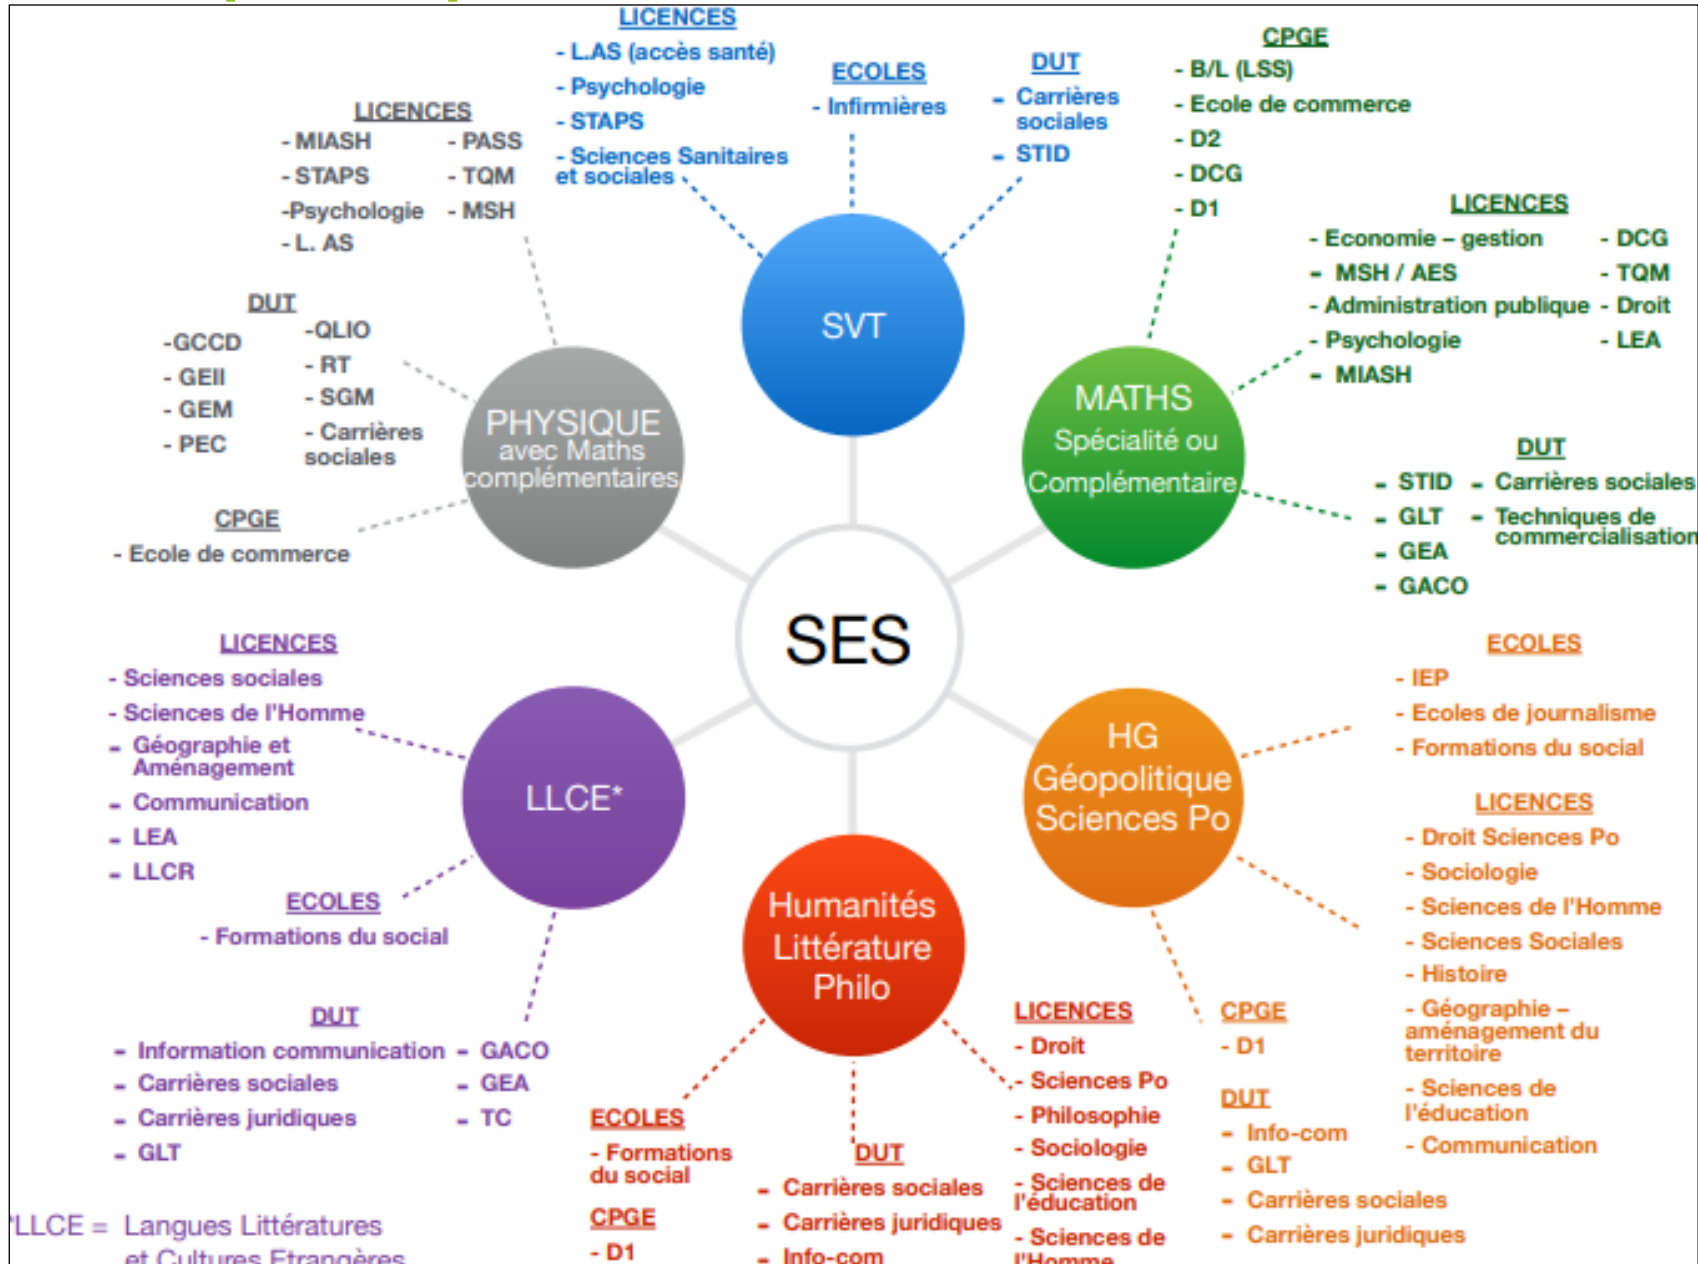 LICENCES
- L.AS (accès santé)
- Psychologie
- STAPS
- Sciences Sanitaires
et sociales
ECOLES
- Infirmières
DUT
- Carrières
sociales
- STID
CPGE
- B/L (LSS)
- Ecole de commerce
- D2
- DCG
- D1
LICENCES
- MIASH
- STAPS
-Psychologie
- L. AS
- PASS
- TQM
- MSH
LICENCES
- Economie – gestion
- MSH / AES
- Administration publique
- Psychologie
- MIASH
- DCG
- TQM
- Droit
- LEA
DUT
-GCCD
- GEII
- GEM
- PEC
-QLIO
- RT
- SGM
- Carrières
sociales
CPGE
- Ecole de commerce
SVT
PHYSIQUE
avec Maths
complémentaires
MATHS
Spécialité ou
Complémentaire
DUT
- STID
- GLT
- GEA
- GACO
- Carrières sociales
- Techniques de
commercialisation
SES
LICENCES
- Sciences sociales
- Sciences de l'Homme
- Géographie et
Aménagement
- Communication
- LEA
- LLCR
ECOLES
- Formations du social
LLCE*
DUT
- Information communication
- Carrières sociales
- Carrières juridiques
- GLT
- GACO
- GEA
- TC
HG
Géopolitique
Sciences Po
ECOLES
- IEP
- Ecoles de journalisme
- Formations du social
LICENCES
- Droit Sciences Po
- Sociologie
- Sciences de l'Homme
- Sciences Sociales
- Histoire
- Géographie –
aménagement du
territoire
- Sciences de
l'éducation
- Communication
CPGE
- D1
DUT
- Info-com
- GLT
- Carrières sociales
- Carrières juridiques
Humanités
Littérature
Philo
LICENCES
- Droit
- Sciences Po
- Philosophie
- Sociologie
- Sciences de
l'éducation
- Sciences de
l'Homme
ECOLES
- Formations
du social
CPGE
- D1
DUT
- Carrières sociales
- Carrières juridiques
- Info-com
*LLCE = Langues Littératures
et Cultures Etrangères